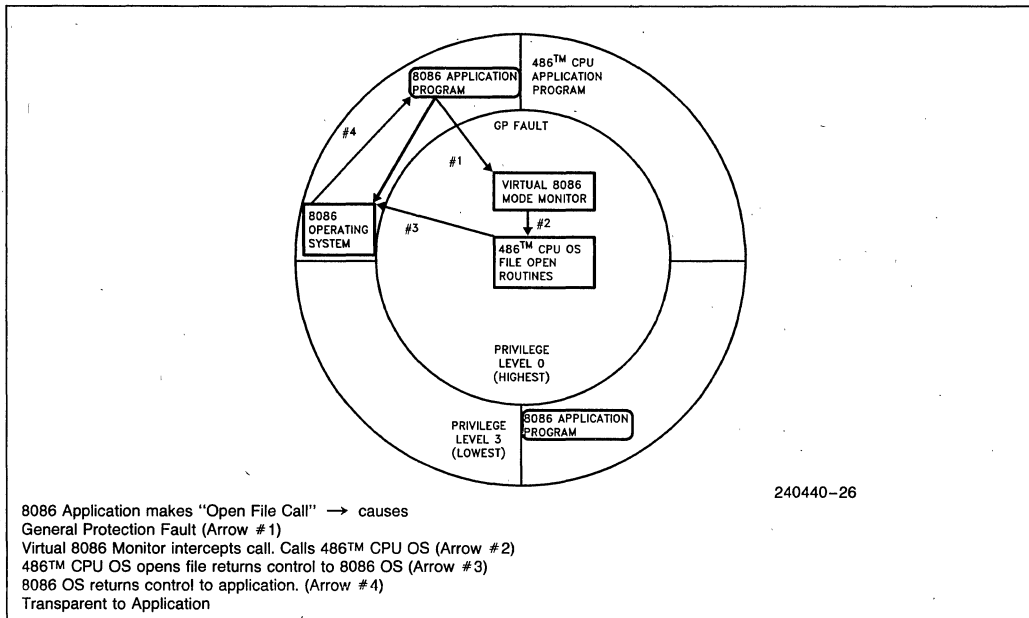 8086 APPLICATION
PROGRAM
486™ CPU
APPLICATION
PROGRAM
#4
GP FAULT
#1
VIRTUAL 8086
MODE MONITOR
8086
OPERATING
SYSTEM
#3
#2
486™ CPU OS
FILE OPEN
ROUTINES
PRIVILEGE
LEVEL 0
(HIGHEST)
PRIVILEGE
LEVEL 3
(LOWEST)
8086 APPLICATION
PROGRAM
240440-26
8086 Application makes "Open File Call" → causes
General Protection Fault (Arrow #1)
Virtual 8086 Monitor intercepts call. Calls 486™ CPU OS (Arrow #2)
486™ CPU OS opens file returns control to 8086 OS (Arrow #3)
8086 OS returns control to application. (Arrow #4)
Transparent to Application